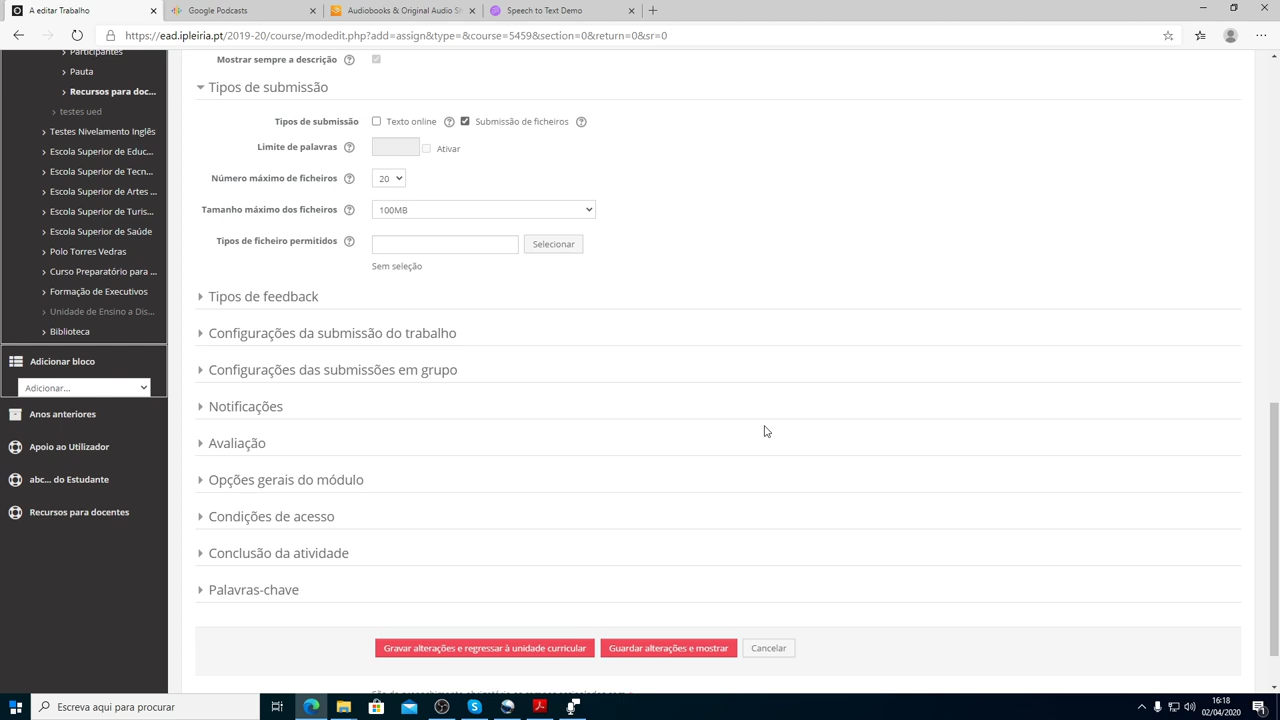 A editar Trabalho
Google Podcasts
Audiobooks & Original Audio Sh
Speech to Text Demo
https://ead.ipleiria.pt/2019-20/course/modedit.php?add=assign&type=&course=5459&section=0&return=0&sr=0
Participantes
Pauta
Recursos para doc...
testes ued
Testes Nivelamento Inglês
Escola Superior de Educ...
Escola Superior de Tecn...
Escola Superior de Artes ...
Escola Superior de Turis...
Escola Superior de Saúde
Polo Torres Vedras
Curso Preparatório para ...
Formação de Executivos
Unidade de Ensino a Dis...
Biblioteca
Adicionar bloco
Adicionar...
Anos anteriores
Apoio ao Utilizador
abc... do Estudante
Recursos para docentes
Mostrar sempre a descrição
Tipos de submissão
Tipos de submissão Texto online Submissão de ficheiros
Limite de palavras Ativar
Número máximo de ficheiros 20
Tamanho máximo dos ficheiros 100MB
Tipos de ficheiro permitidos Selecionar
Sem seleção
Tipos de feedback
Configurações da submissão do trabalho
Configurações das submissões em grupo
Notificações
Avaliação
Opções gerais do módulo
Condições de acesso
Conclusão da atividade
Palavras-chave
Gravar alterações e regressar à unidade curricular Guardar alterações e mostrar Cancelar
Escreva aqui para procurar
16:18
02/04/2020